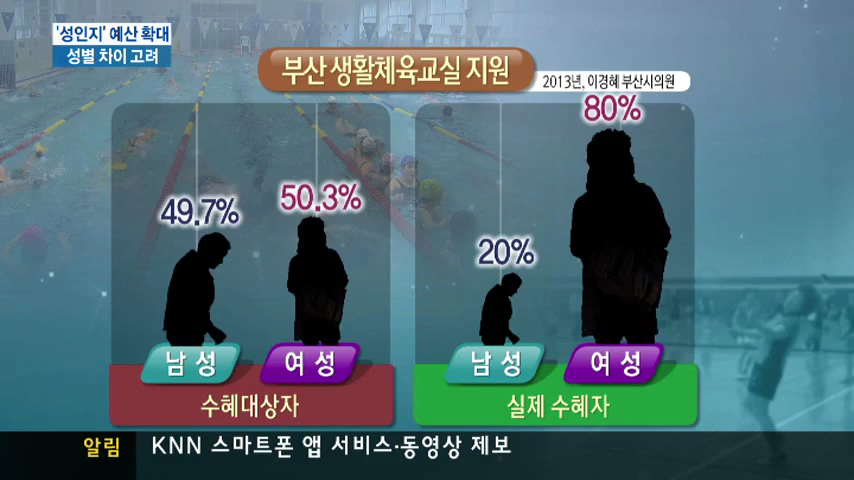 '성인지' 예산 확대
성별 차이 고려
부산 생활체육교실 지원
2013년, 이경혜 부산시의원
49.7%
50.3%
20%
80%
남성
여성
남성
여성
수혜대상자
실제 수혜자
알림
KNN 스마트폰 앱 서비스·동영상 제보